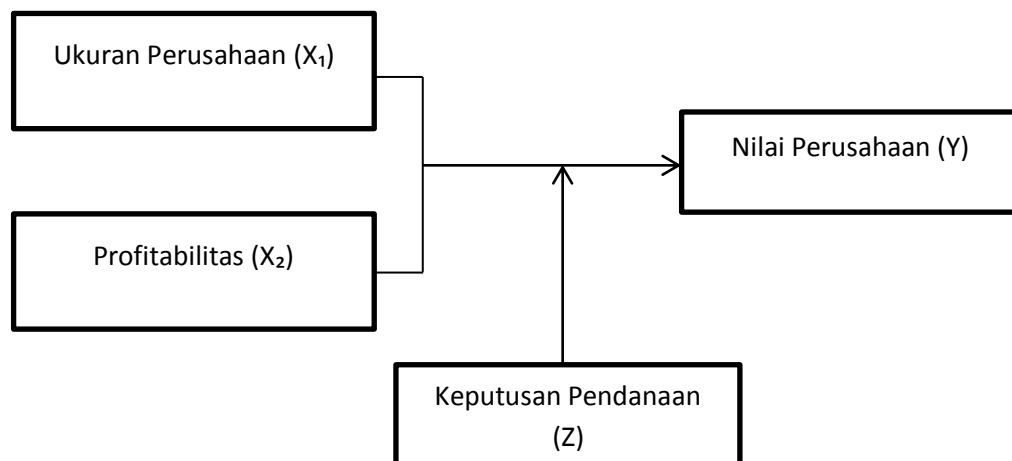 Ukuran Perusahaan (X₁)
Nilai Perusahaan (Y)
Profitabilitas (X₂)
Keputusan Pendanaan
(Z)